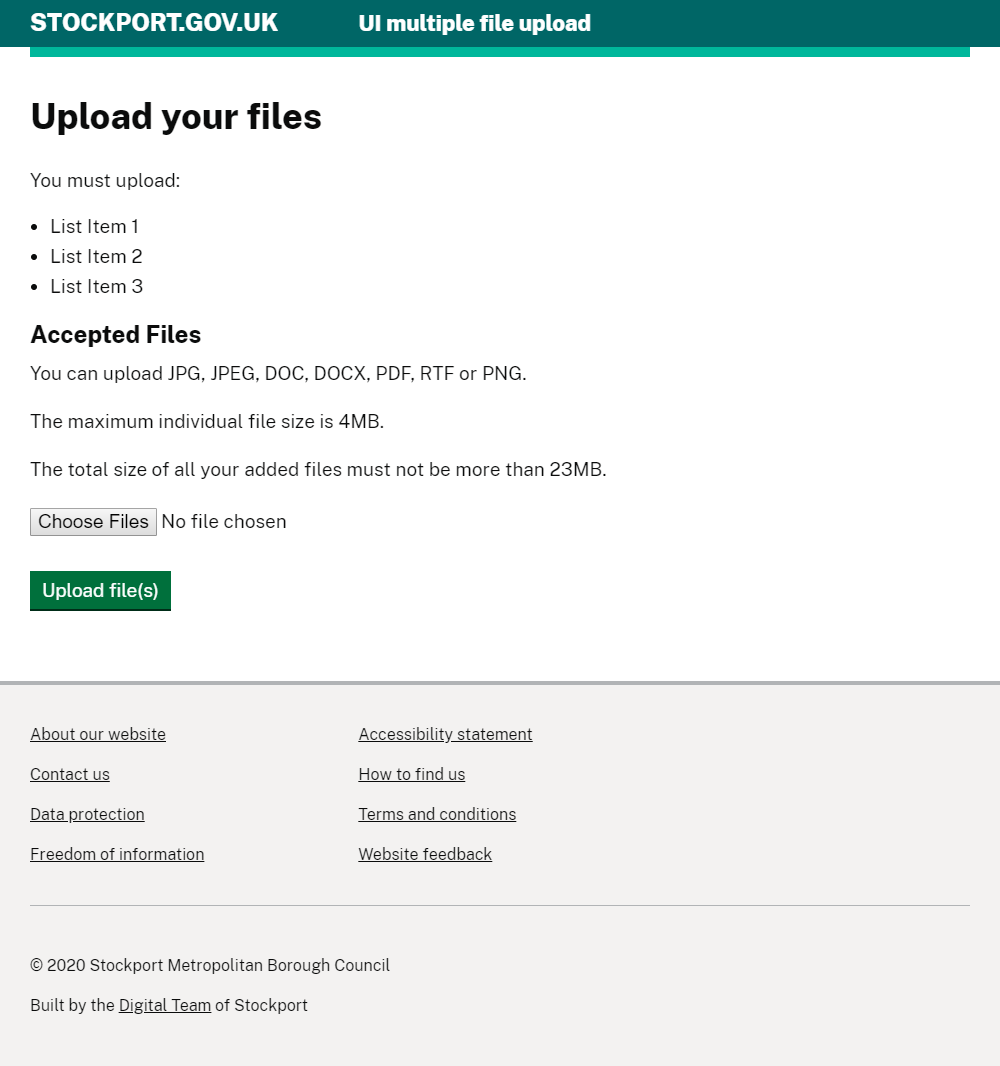 STOCKPORT.GOV.UK UI multiple file upload
Upload your files
You must upload:
• List Item 1
• List Item 2
• List Item 3
Accepted Files
You can upload JPG, JPEG, DOC, DOCX, PDF, RTF or PNG.
The maximum individual file size is 4MB.
The total size of all your added files must not be more than 23MB.
Choose Files No file chosen
Upload file(s)
About our website Accessibility statement
Contact us How to find us
Data protection Terms and conditions
Freedom of information Website feedback
© 2020 Stockport Metropolitan Borough Council
Built by the Digital Team of Stockport